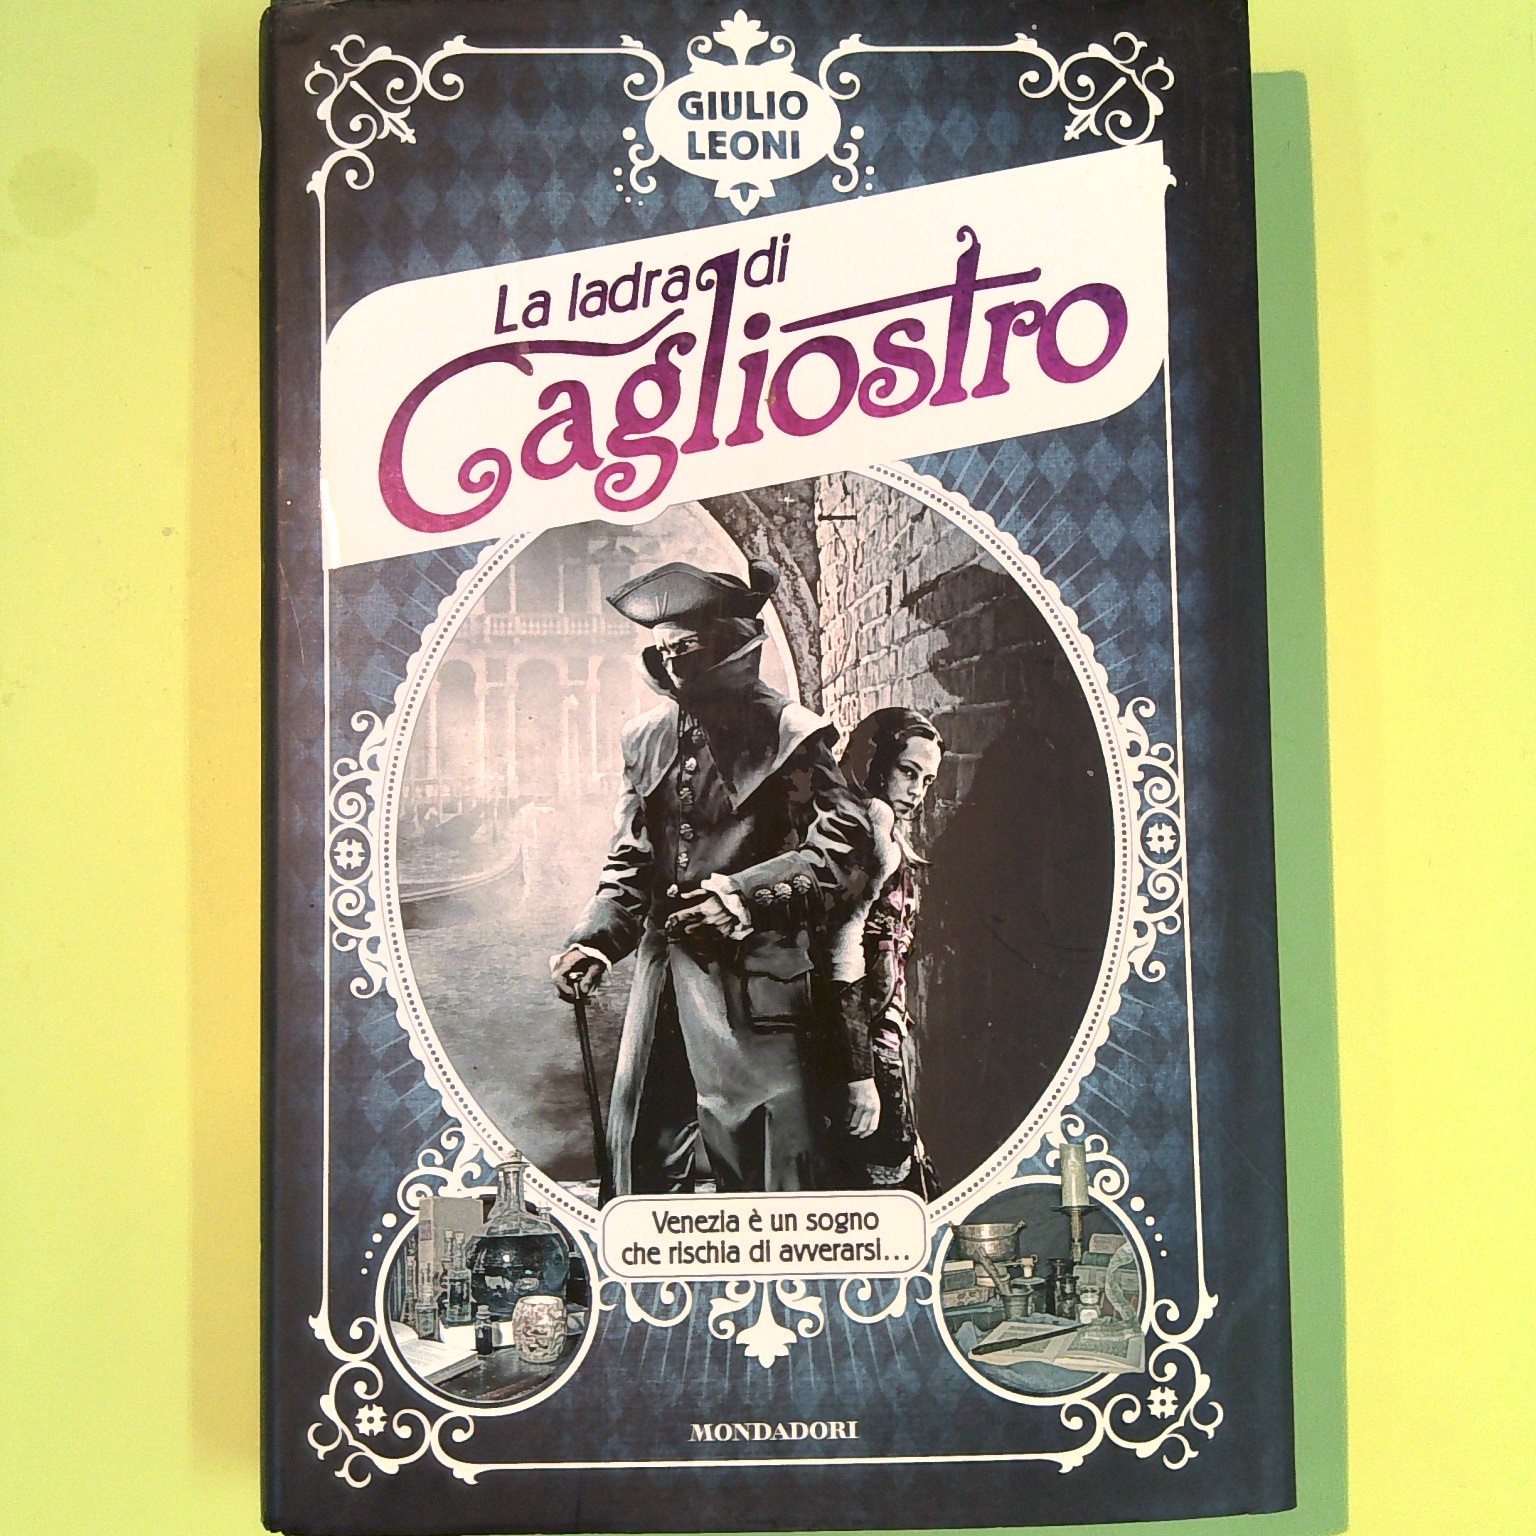 GIULIO
LEONI
La ladra di
Cagliostro
Venezia è un sogno
che rischia di avverarsi...
MONDADORI